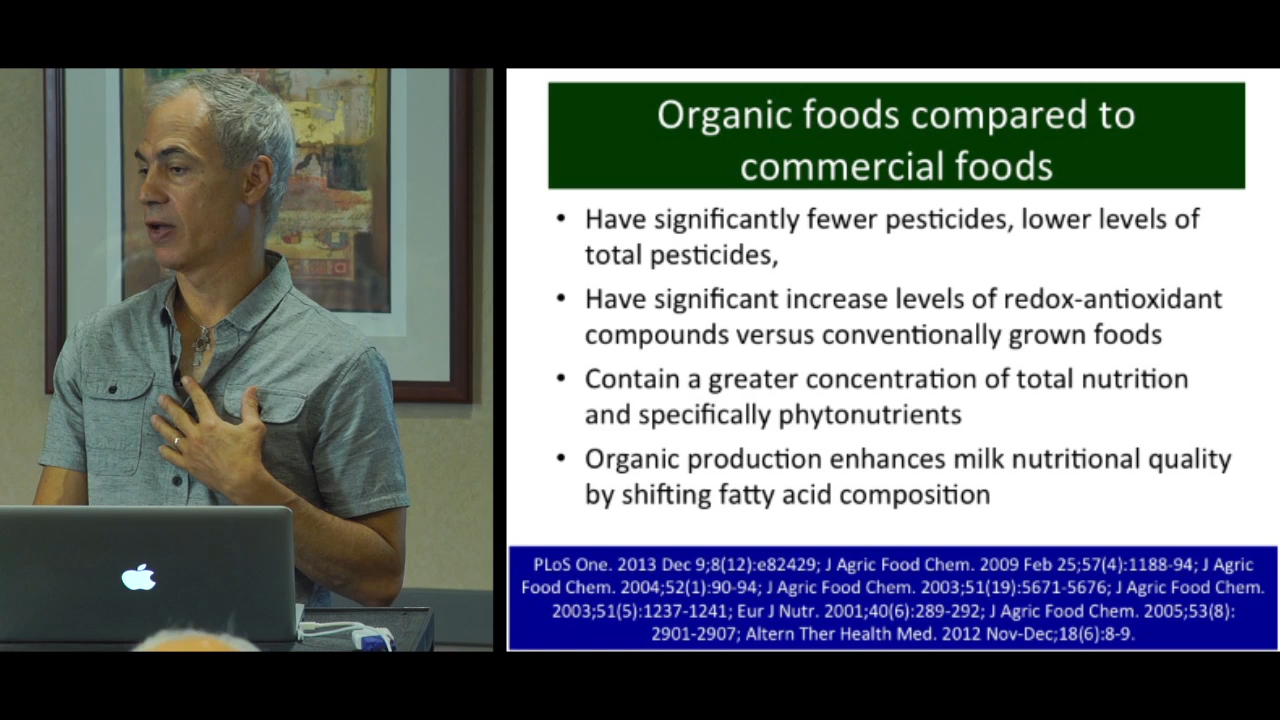 Organic foods compared to
commercial foods
• Have significantly fewer pesticides, lower levels of
total pesticides,
• Have significant increase levels of redox-antioxidant
compounds versus conventionally grown foods
• Contain a greater concentration of total nutrition
and specifically phytonutrients
• Organic production enhances milk nutritional quality
by shifting fatty acid composition
PLoS One. 2013 Dec 9;8(12):e82429; J Agric Food Chem. 2009 Feb 25;57(4):1188-94; J Agric
Food Chem. 2004;52(1):90-94; J Agric Food Chem. 2003;51(19):5671-5676; J Agric Food Chem.
2003;51(5):1237-1241; Eur J Nutr. 2001;40(6):289-292; J Agric Food Chem. 2005;53(8):
2901-2907; Altern Ther Health Med. 2012 Nov-Dec;18(6):8-9.